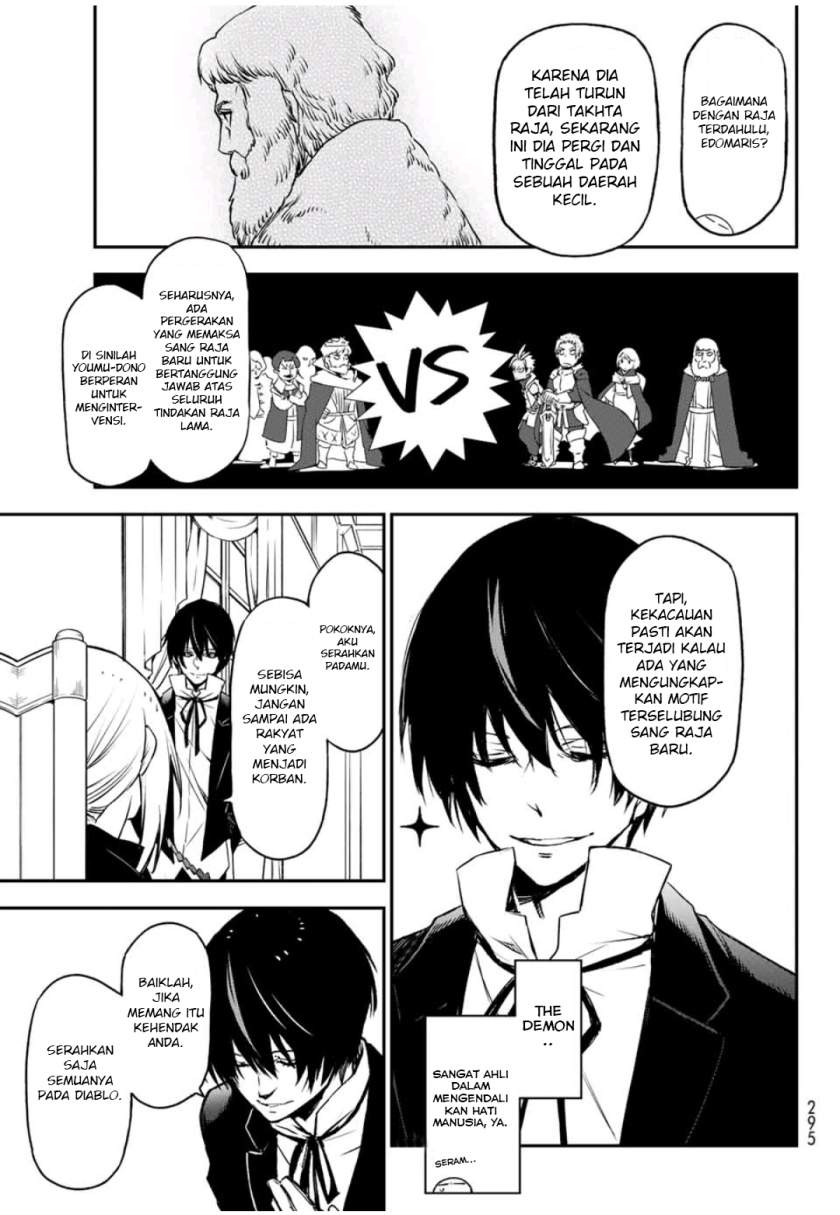 BAGAIMANA
DENGAN RAJA
TERDAHULU,
EDOMARIS?
KARENA DIA
TELAH TURUN
DARI TAKHTA
RAJA, SEKARANG
INI DIA PERGI DAN
TINGGAL PADA
SEBUAH DAERAH
KECIL.
SEHARUSNYA,
ADA
PERGERAKAN
YANG MEMAKSA
SANG RAJA
BARU UNTUK
BERTANGGUNG
JAWAB ATAS
SELURUH
TINDAKAN RAJA
LAMA.
DI SINILAH
YOUMU-DONO
BERPERAN
UNTUK
MENGINTER-
VENSI.
VS
TAPI,
KEKACAUAN
PASTI AKAN
TERJADI KALAU
ADA YANG
MENGUNGKAP-
KAN MOTIF
TERSELUBUNG
SANG RAJA
BARU.
THE
DEMON
..
SANGAT AHLI
DALAM
MENGENDALI
KAN HATI
MANUSIA, YA.
SERAM...
POKOKNYA,
AKU
SERAHKAN
PADAMU.
SEBISA
MUNGKIN,
JANGAN
SAMPAI ADA
RAKYAT
YANG
MENJADI
KORBAN.
BAIKLAH,
JIKA
MEMANG ITU
KEHENDAK
ANDA.
SERAHKAN
SAJA
SEMUANYA
PADA DIABLO.
295